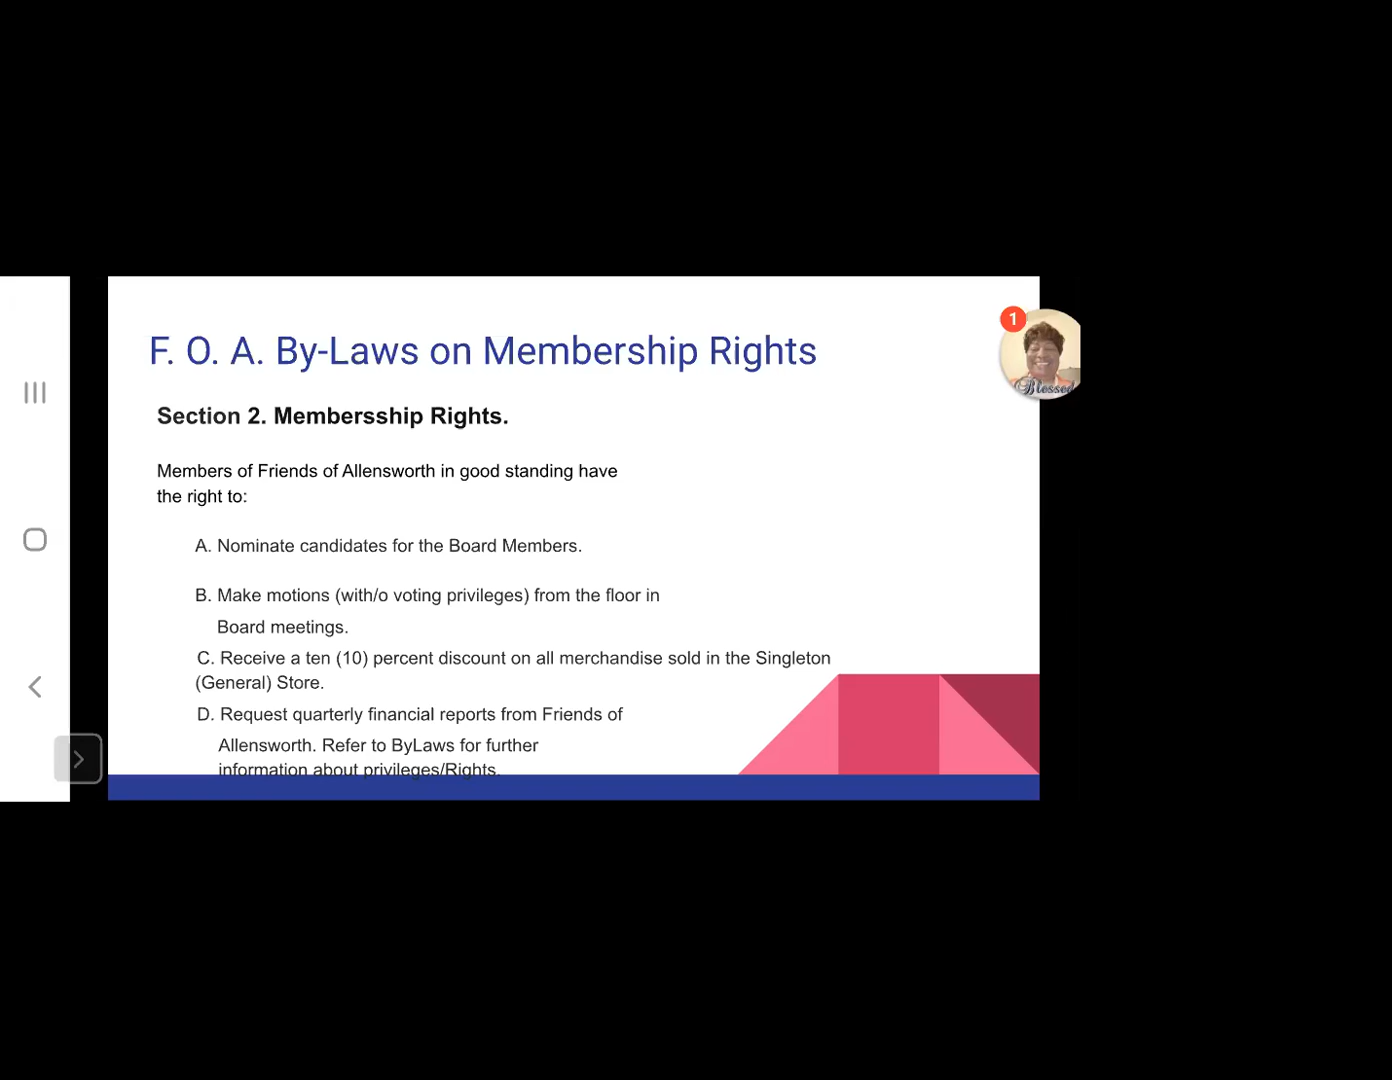 F. O. A. By-Laws on Membership Rights
1
Blessed
Section 2. Membersship Rights.
Members of Friends of Allensworth in good standing have
the right to:
A. Nominate candidates for the Board Members.
B. Make motions (with/o voting privileges) from the floor in
Board meetings.
C. Receive a ten (10) percent discount on all merchandise sold in the Singleton
(General) Store.
D. Request quarterly financial reports from Friends of
Allensworth. Refer to ByLaws for further
information about privileges/Rights.